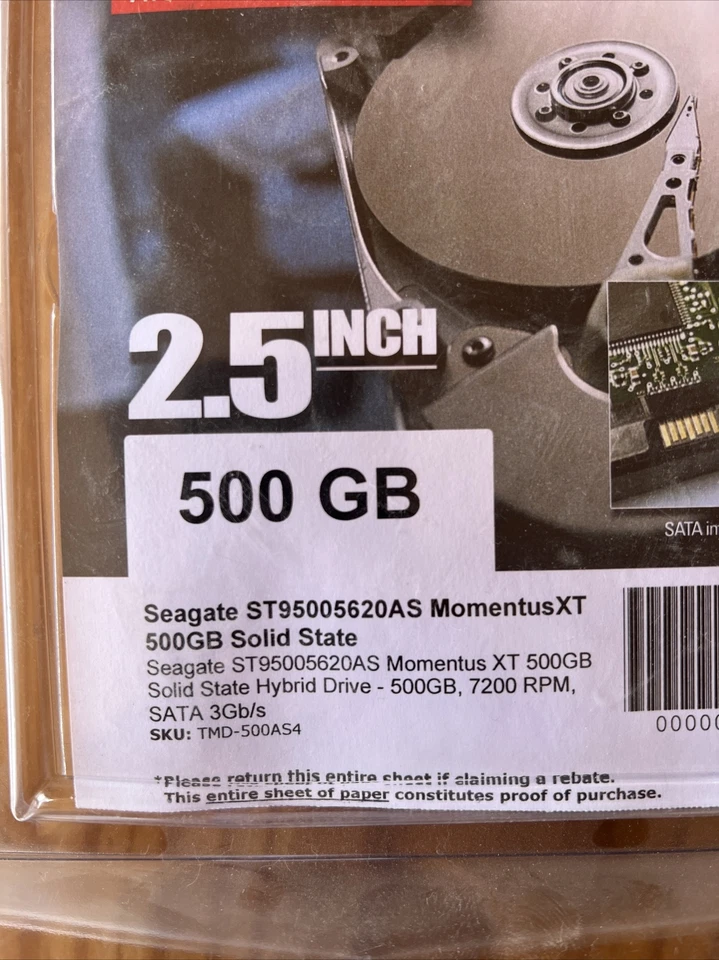 2.5 INCH
500 GB
SATA
Seagate ST95005620AS MomentusXT
500GB Solid State
Seagate ST95005620AS Momentus XT 500GB
Solid State Hybrid Drive - 500GB, 7200 RPM,
SATA 3Gb/s
SKU: TMD-500AS4
00000
*Please return this entire sheet if claiming a rebate.
This entire sheet of paper constitutes proof of purchase.